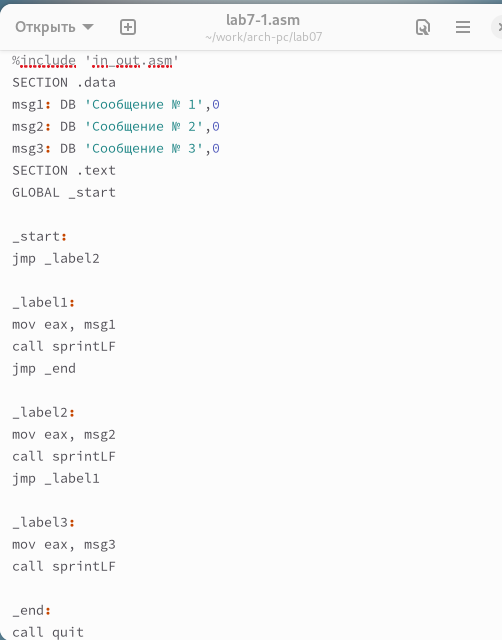 Открыть
lab7-1.asm
~/work/arch-pc/lab07
%include 'in_out.asm'
SECTION .data
msg1: DB 'Сообщение № 1',0
msg2: DB 'Сообщение № 2',0
msg3: DB 'Сообщение № 3',0
SECTION .text
GLOBAL _start
_start:
jmp _label2
_label1:
mov eax, msg1
call sprintLF
jmp _end
_label2:
mov eax, msg2
call sprintLF
jmp _label1
_label3:
mov eax, msg3
call sprintLF
_end:
call quit